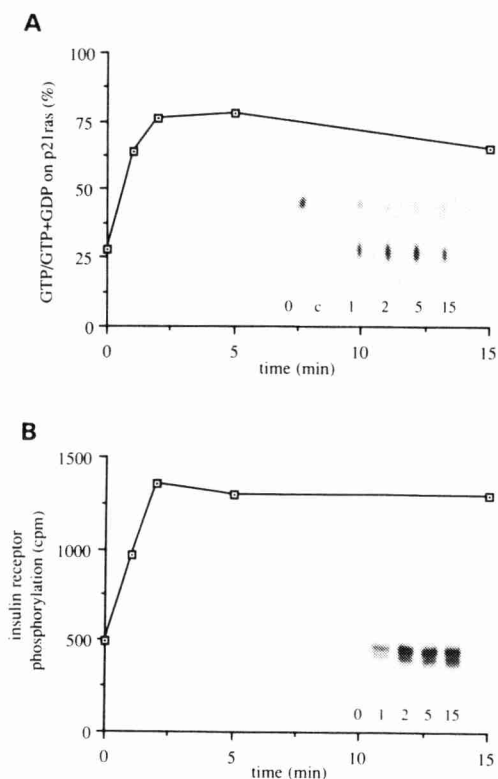 A
GTP/GTP+GDP on p21ras (%)
100
75
50
25
0
0 c 1 2 5 15
0 5 10 15
time (min)
B
insulin receptor
phosphorylation (cpm)
1500
1000
500
0
0 1 2 5 15
0 5 10 15
time (min)